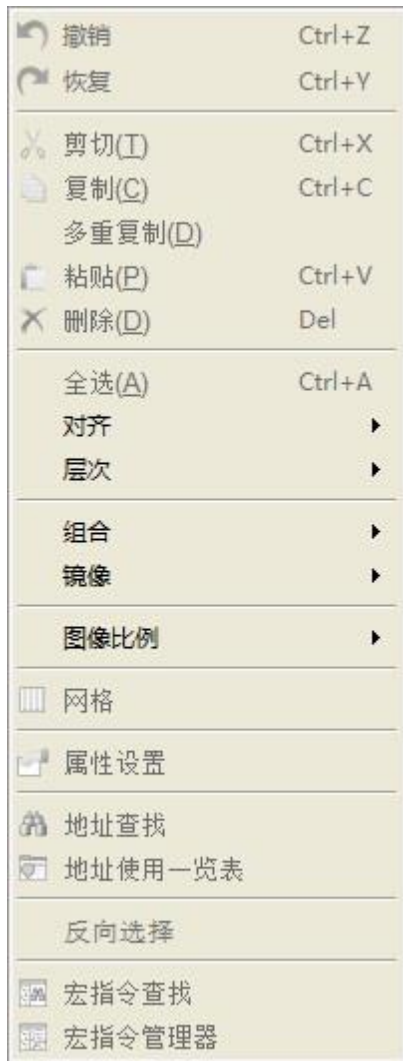 撤销 Ctrl+Z
恢复 Ctrl+Y
剪切(T) Ctrl+X
复制(C) Ctrl+C
多重复制(D)
粘贴(P) Ctrl+V
删除(D) Del
全选(A) Ctrl+A
对齐
层次
组合
镜像
图像比例
网格
属性设置
地址查找
地址使用一览表
反向选择
宏指令查找
宏指令管理器